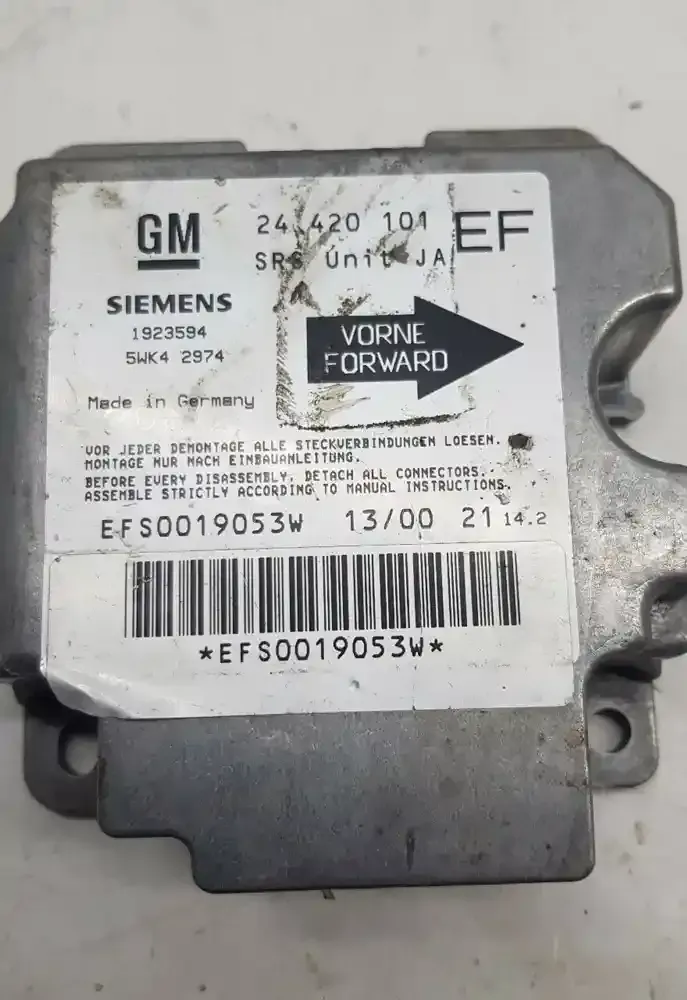 GM
24 420 101
EF
SRS Unit JA
SIEMENS
1923594
5WK4 2974
VORNE
FORWARD
Made in Germany
VOR JEDER DEMONTAGE ALLE STECKVERBINDUNGEN LOESEN.
MONTAGE NUR NACH EINBAUANLEITUNG.
BEFORE EVERY DISASSEMBLY, DETACH ALL CONNECTORS.
ASSEMBLE STRICTLY ACCORDING TO MANUAL INSTRUCTIONS.
EFS0019053W 13/00 21 14.2
*EFS0019053W*